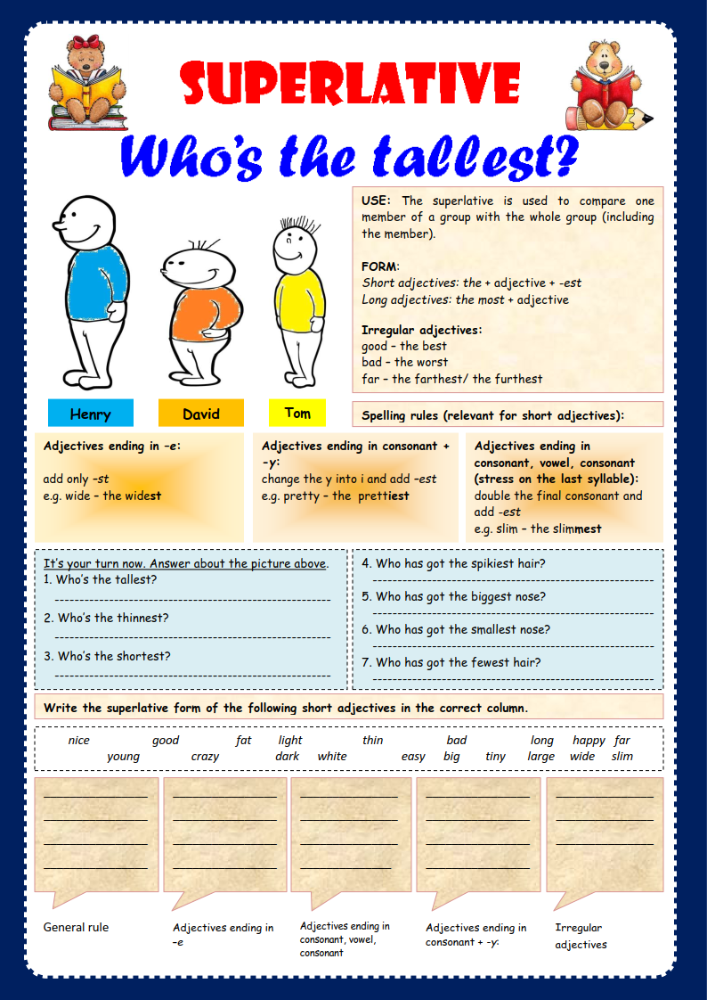 SUPERLATIVE
Who's the tallest?
USE: The superlative is used to compare one
member of a group with the whole group (including
the member).
FORM:
Short adjectives: the + adjective + -est
Long adjectives: the most + adjective
Irregular adjectives:
good – the best
bad – the worst
far – the farthest/ the furthest
Henry
David
Tom
Spelling rules (relevant for short adjectives):
Adjectives ending in –e:
add only –st
e.g. wide – the widest
Adjectives ending in consonant +
-y:
change the y into i and add –est
e.g. pretty – the prettiest
Adjectives ending in
consonant, vowel, consonant
(stress on the last syllable):
double the final consonant and
add -est
e.g. slim – the slimmest
It's your turn now. Answer about the picture above.
1. Who's the tallest?
2. Who's the thinnest?
3. Who's the shortest?
4. Who has got the spikiest hair?
5. Who has got the biggest nose?
6. Who has got the smallest nose?
7. Who has got the fewest hair?
Write the superlative form of the following short adjectives in the correct column.
nice good fat light thin bad long happy far
young crazy dark white easy big tiny large wide slim
General rule
Adjectives ending in
–e
Adjectives ending in
consonant, vowel,
consonant
Adjectives ending in
consonant + -y:
Irregular
adjectives